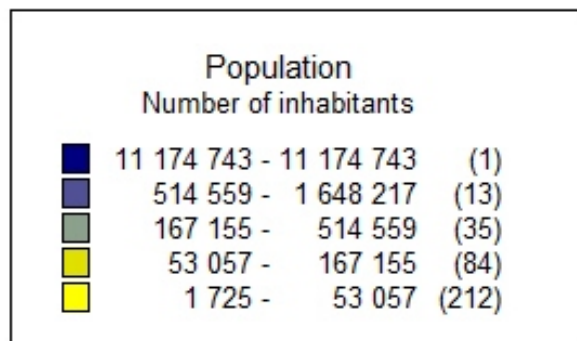 Population
Number of inhabitants
11 174 743 - 11 174 743 (1)
514 559 - 1 648 217 (13)
167 155 - 514 559 (35)
53 057 - 167 155 (84)
1 725 - 53 057 (212)